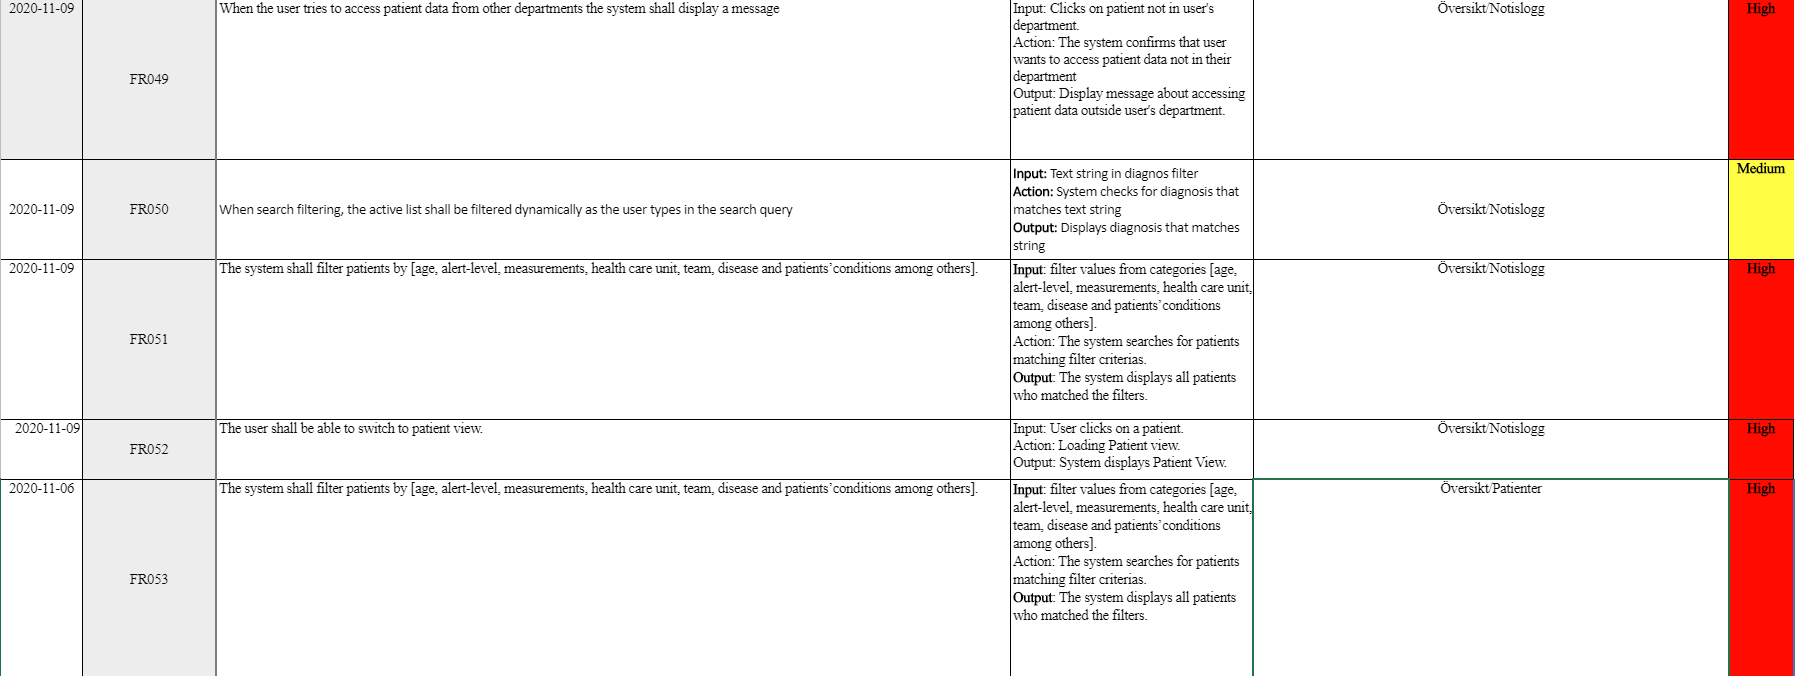 2020-11-09
FR049
When the user tries to access patient data from other departments the system shall display a message
Input: Clicks on patient not in user's
department.
Action: The system confirms that user
wants to access patient data not in their
department
Output: Display message about accessing
patient data outside user's department.
Översikt/Notislogg
High
2020-11-09
FR050
When search filtering, the active list shall be filtered dynamically as the user types in the search query
Input: Text string in diagnos filter
Action: System checks for diagnosis that
matches text string
Output: Displays diagnosis that matches
string
Översikt/Notislogg
Medium
2020-11-09
FR051
The system shall filter patients by [age, alert-level, measurements, health care unit, team, disease and patients’conditions among others].
Input: filter values from categories [age,
alert-level, measurements, health care unit,
team, disease and patients’conditions
among others].
Action: The system searches for patients
matching filter criterias.
Output: The system displays all patients
who matched the filters.
Översikt/Notislogg
High
2020-11-09
FR052
The user shall be able to switch to patient view.
Input: User clicks on a patient.
Action: Loading Patient view.
Output: System displays Patient View.
Översikt/Notislogg
High
2020-11-06
FR053
The system shall filter patients by [age, alert-level, measurements, health care unit, team, disease and patients’conditions among others].
Input: filter values from categories [age,
alert-level, measurements, health care unit,
team, disease and patients’conditions
among others].
Action: The system searches for patients
matching filter criterias.
Output: The system displays all patients
who matched the filters.
Översikt/Patienter
High